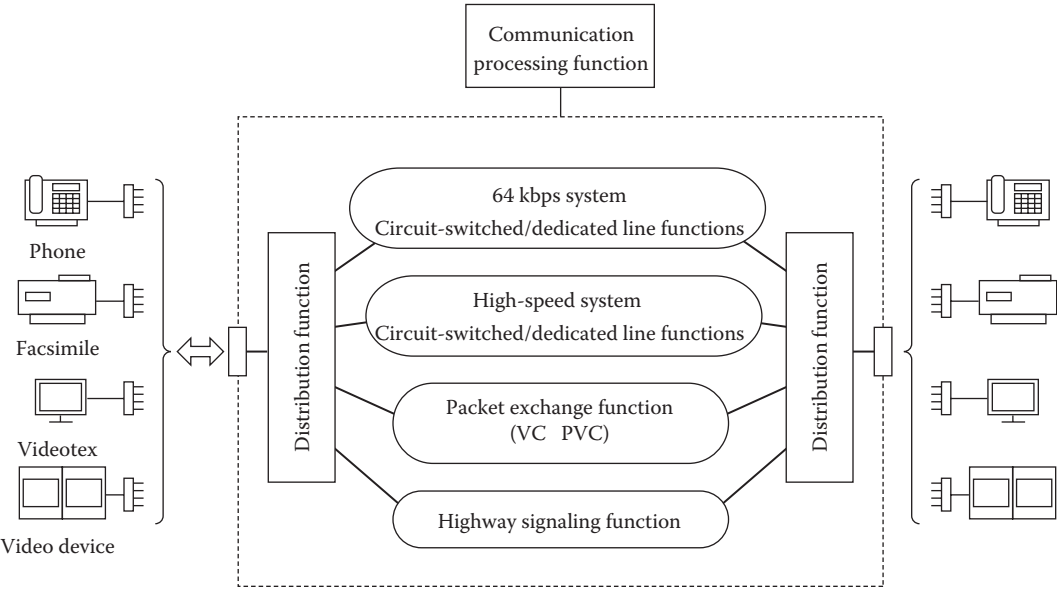 Communication
processing function
64 kbps system
Circuit-switched/dedicated line functions
High-speed system
Circuit-switched/dedicated line functions
Packet exchange function
(VC PVC)
Highway signaling function
Distribution function
Distribution function
Phone
Facsimile
Videotex
Video device